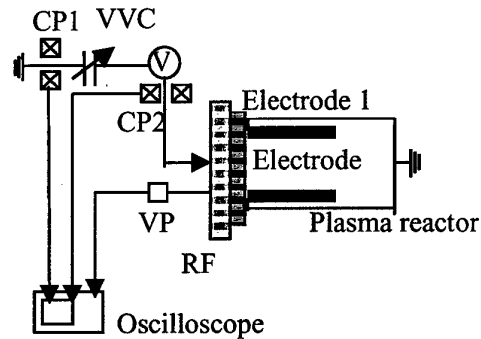 CP1 VVC
V
CP2
Electrode 1
Electrode
VP
Plasma reactor
RF
Oscilloscope